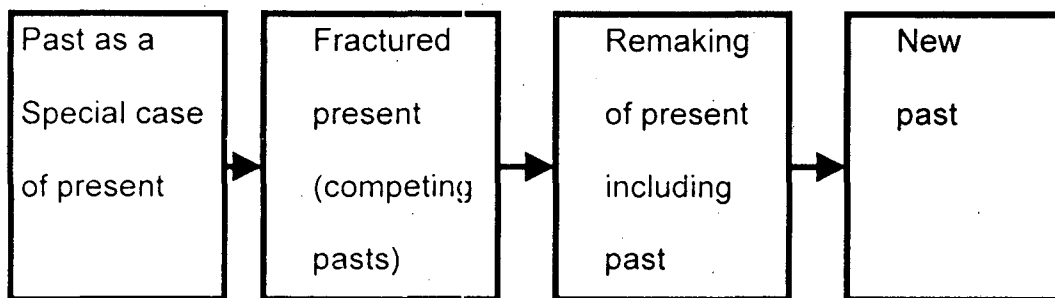 Past as a
Special case
of present
Fractured
present
(competing
pasts)
Remaking
of present
including
past
New
past